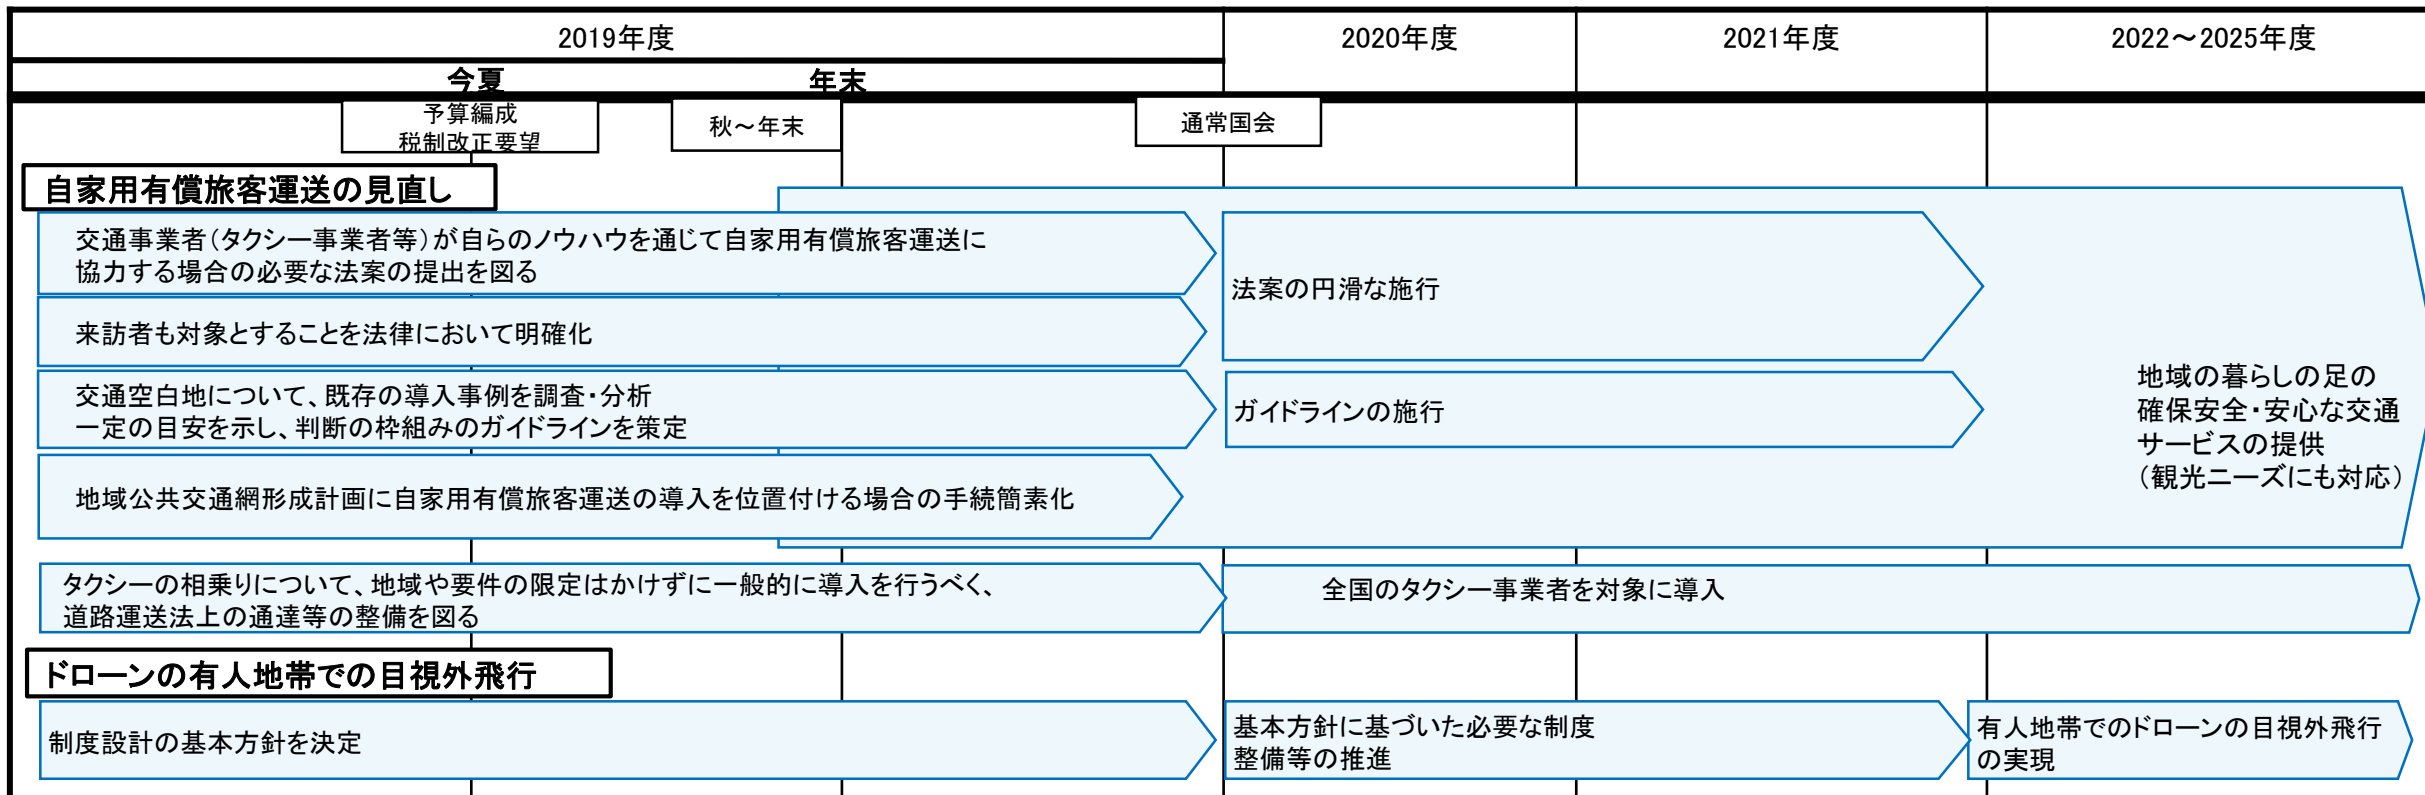 2019年度
2020年度
2021年度
2022～2025年度
今夏
年末
予算編成
税制改正要望
秋～年末
通常国会
自家用有償旅客運送の見直し
交通事業者（タクシー事業者等）が自らのノウハウを通じて自家用有償旅客運送に
協力する場合の必要な法案の提出を図る
法案の円滑な施行
来訪者も対象とすることを法律において明確化
交通空白地について、既存の導入事例を調査・分析
一定の目安を示し、判断の枠組みのガイドラインを策定
ガイドラインの施行
地域の暮らしの足の
確保安全・安心な交通
サービスの提供
（観光ニーズにも対応）
地域公共交通網形成計画に自家用有償旅客運送の導入を位置付ける場合の手続簡素化
タクシーの相乗りについて、地域や要件の限定はかけずに一般的に導入を行うべく、
道路運送法上の通達等の整備を図る
全国のタクシー事業者を対象に導入
ドローンの有人地帯での目視外飛行
制度設計の基本方針を決定
基本方針に基づいた必要な制度
整備等の推進
有人地帯でのドローンの目視外飛行
の実現